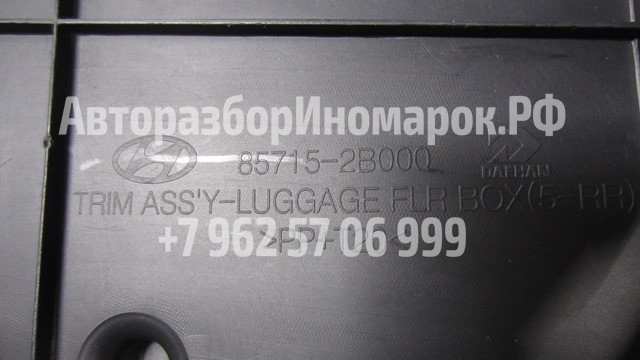 АвторазборИномарок.РФ
85715-2B000
DAEHAN
TRIM ASS'Y-LUGGAGE FLR BOX(5-RR)
+7 962 57 06 999